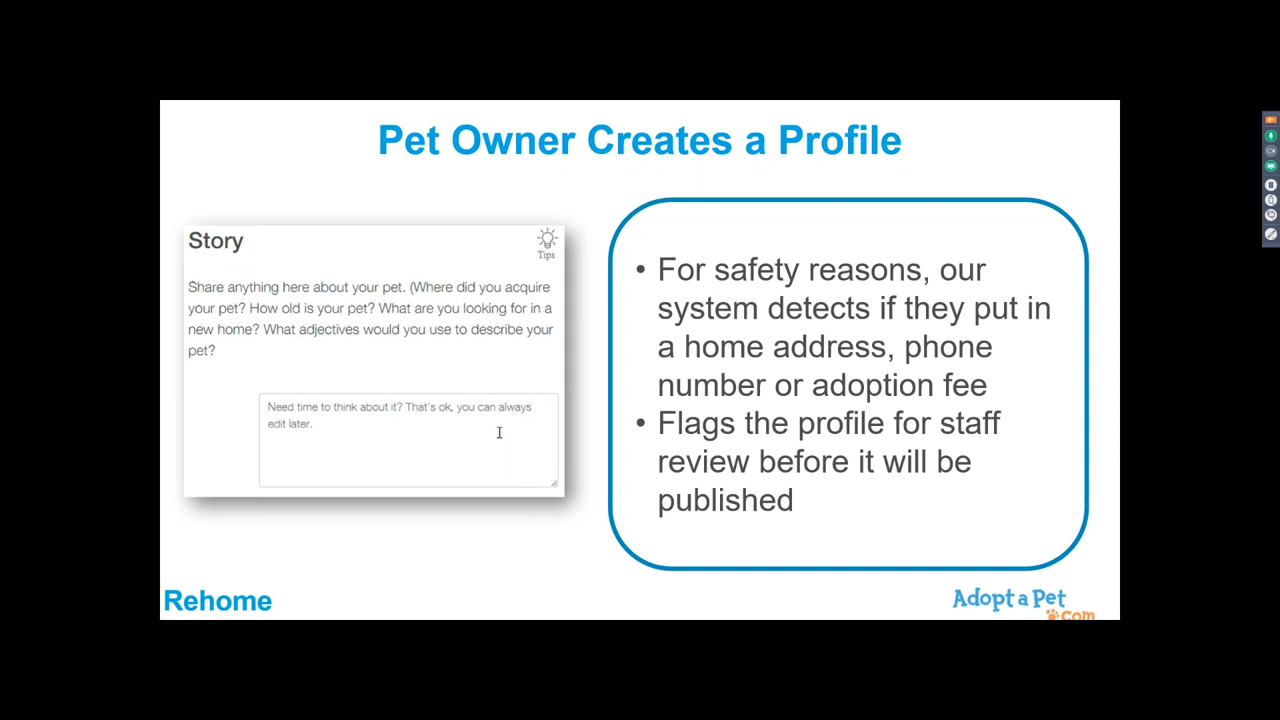 Pet Owner Creates a Profile
Story
Tips
Share anything here about your pet. (Where did you acquire
your pet? How old is your pet? What are you looking for in a
new home? What adjectives would you use to describe your
pet?
Need time to think about it? That's ok, you can always
edit later.
• For safety reasons, our
system detects if they put in
a home address, phone
number or adoption fee
• Flags the profile for staff
review before it will be
published
Rehome
Adopt a Pet
.com